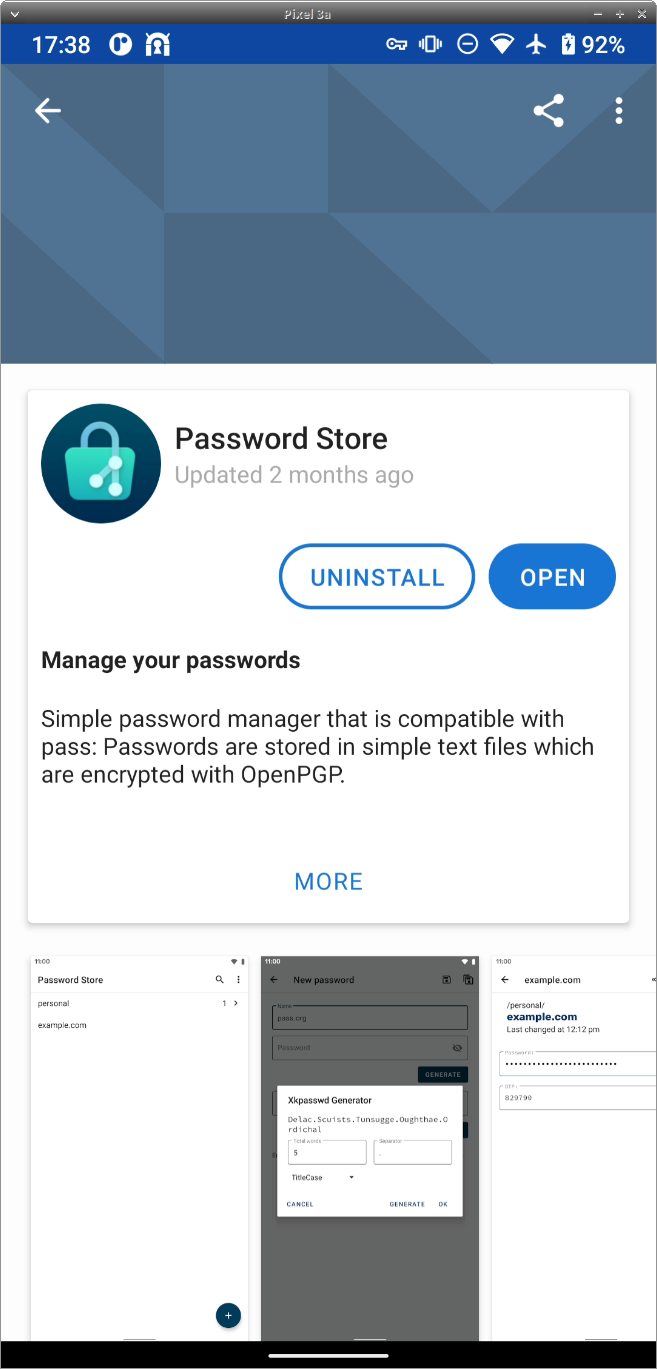 Pixel 3a
17:38
92%
Password Store
Updated 2 months ago
UNINSTALL
OPEN
Manage your passwords
Simple password manager that is compatible with
pass: Passwords are stored in simple text files which
are encrypted with OpenPGP.
MORE
11:00
Password Store
personal
1
example.com
11:00
New password
Name
pass.org
Password
GENERATE
Xkpasswd Generator
Delac.Scuists.Tunsugge.Oughthae.O
rdichal
Total words
5
Separator
.
TitleCase
CANCEL
GENERATE
OK
11:00
example.com
/personal/
example.com
Last changed at 12:12 pm
Password:
OTP:
829790